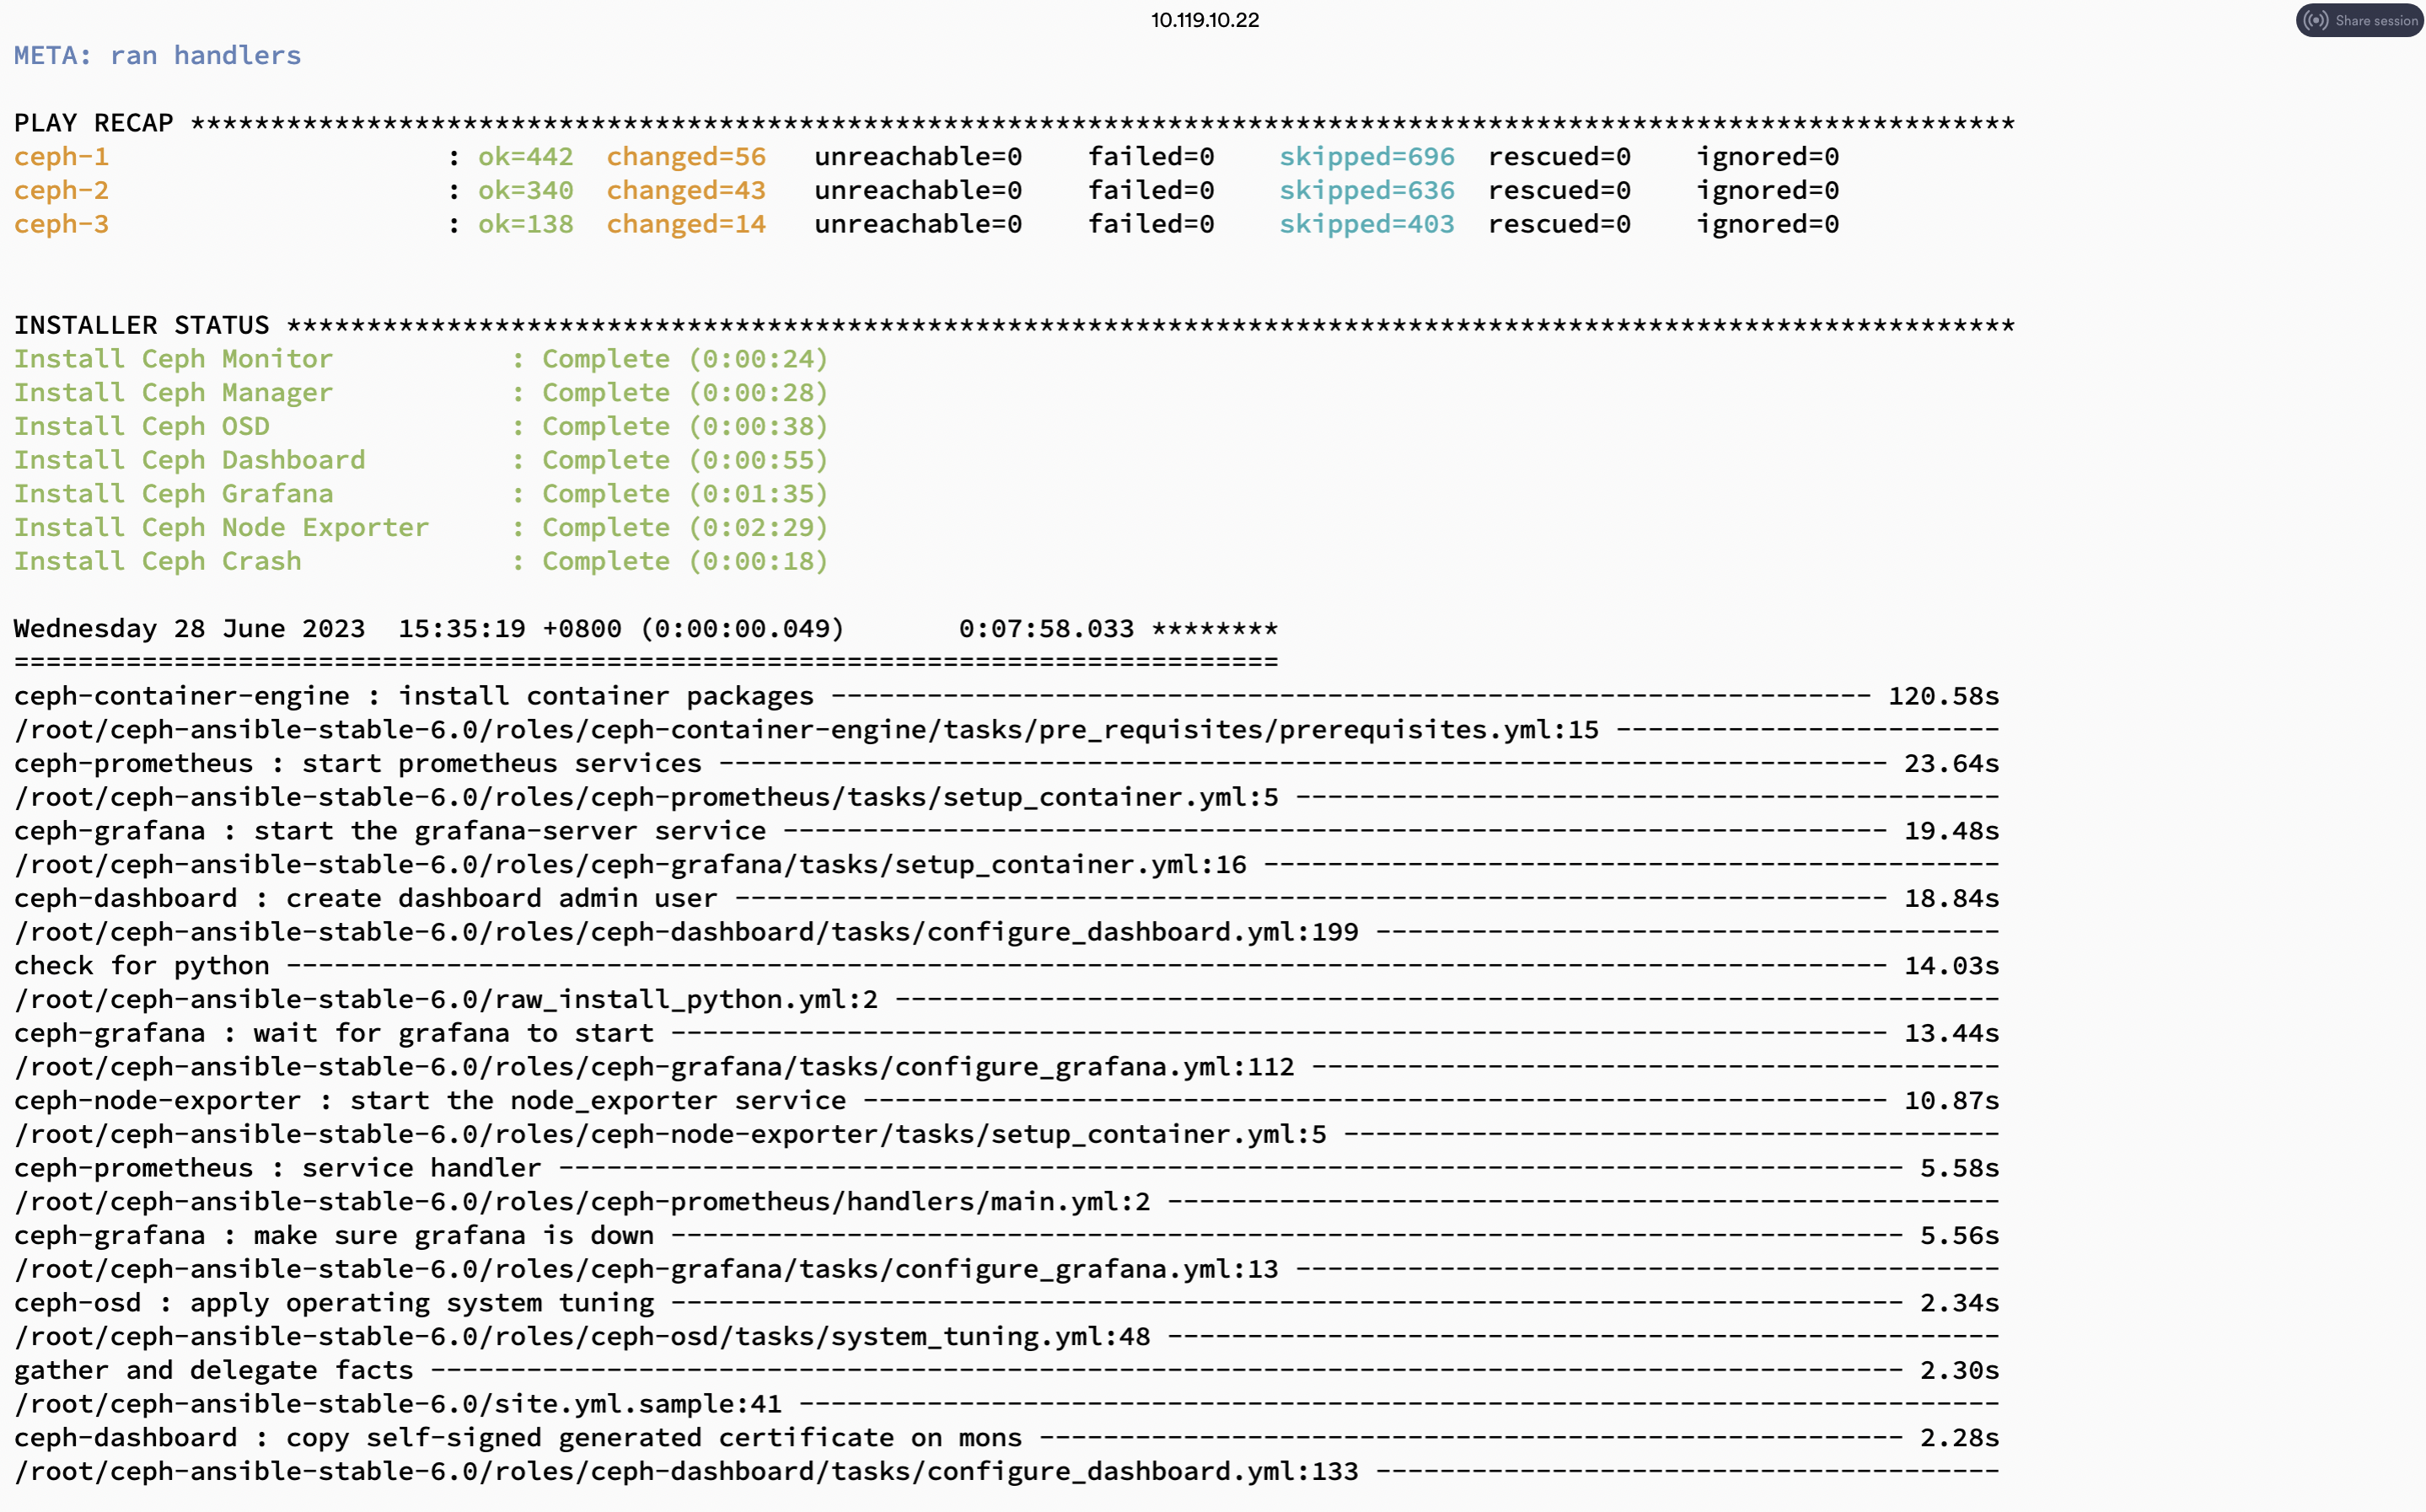 10.119.10.22
Share session
META: ran handlers
PLAY RECAP ******************************************************************************************************************
ceph-1                     : ok=442  changed=56   unreachable=0    failed=0    skipped=696  rescued=0    ignored=0
ceph-2                     : ok=340  changed=43   unreachable=0    failed=0    skipped=636  rescued=0    ignored=0
ceph-3                     : ok=138  changed=14   unreachable=0    failed=0    skipped=403  rescued=0    ignored=0
INSTALLER STATUS ************************************************************************************************************
Install Ceph Monitor           : Complete (0:00:24)
Install Ceph Manager           : Complete (0:00:28)
Install Ceph OSD               : Complete (0:00:38)
Install Ceph Dashboard         : Complete (0:00:55)
Install Ceph Grafana           : Complete (0:01:35)
Install Ceph Node Exporter     : Complete (0:02:29)
Install Ceph Crash             : Complete (0:00:18)
Wednesday 28 June 2023  15:35:19 +0800 (0:00:00.049)       0:07:58.033 ********
===============================================================================
ceph-container-engine : install container packages ----------------------------------------------------------------- 120.58s
/root/ceph-ansible-stable-6.0/roles/ceph-container-engine/tasks/pre_requisites/prerequisites.yml:15 ------------------------
ceph-prometheus : start prometheus services ------------------------------------------------------------------------- 23.64s
/root/ceph-ansible-stable-6.0/roles/ceph-prometheus/tasks/setup_container.yml:5 --------------------------------------------
ceph-grafana : start the grafana-server service --------------------------------------------------------------------- 19.48s
/root/ceph-ansible-stable-6.0/roles/ceph-grafana/tasks/setup_container.yml:16 ----------------------------------------------
ceph-dashboard : create dashboard admin user ------------------------------------------------------------------------ 18.84s
/root/ceph-ansible-stable-6.0/roles/ceph-dashboard/tasks/configure_dashboard.yml:199 ---------------------------------------
check for python ---------------------------------------------------------------------------------------------------- 14.03s
/root/ceph-ansible-stable-6.0/raw_install_python.yml:2 ---------------------------------------------------------------------
ceph-grafana : wait for grafana to start ---------------------------------------------------------------------------- 13.44s
/root/ceph-ansible-stable-6.0/roles/ceph-grafana/tasks/configure_grafana.yml:112 -------------------------------------------
ceph-node-exporter : start the node_exporter service ---------------------------------------------------------------- 10.87s
/root/ceph-ansible-stable-6.0/roles/ceph-node-exporter/tasks/setup_container.yml:5 -----------------------------------------
ceph-prometheus : service handler ------------------------------------------------------------------------------------ 5.58s
/root/ceph-ansible-stable-6.0/roles/ceph-prometheus/handlers/main.yml:2 ----------------------------------------------------
ceph-grafana : make sure grafana is down ----------------------------------------------------------------------------- 5.56s
/root/ceph-ansible-stable-6.0/roles/ceph-grafana/tasks/configure_grafana.yml:13 --------------------------------------------
ceph-osd : apply operating system tuning ----------------------------------------------------------------------------- 2.34s
/root/ceph-ansible-stable-6.0/roles/ceph-osd/tasks/system_tuning.yml:48 ----------------------------------------------------
gather and delegate facts -------------------------------------------------------------------------------------------- 2.30s
/root/ceph-ansible-stable-6.0/site.yml.sample:41 ---------------------------------------------------------------------------
ceph-dashboard : copy self-signed generated certificate on mons ------------------------------------------------------ 2.28s
/root/ceph-ansible-stable-6.0/roles/ceph-dashboard/tasks/configure_dashboard.yml:133 ---------------------------------------